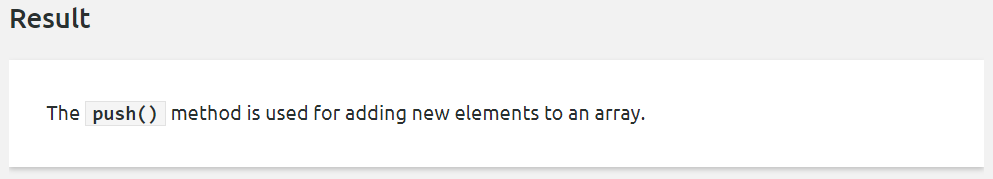 Result
The push() method is used for adding new elements to an array.